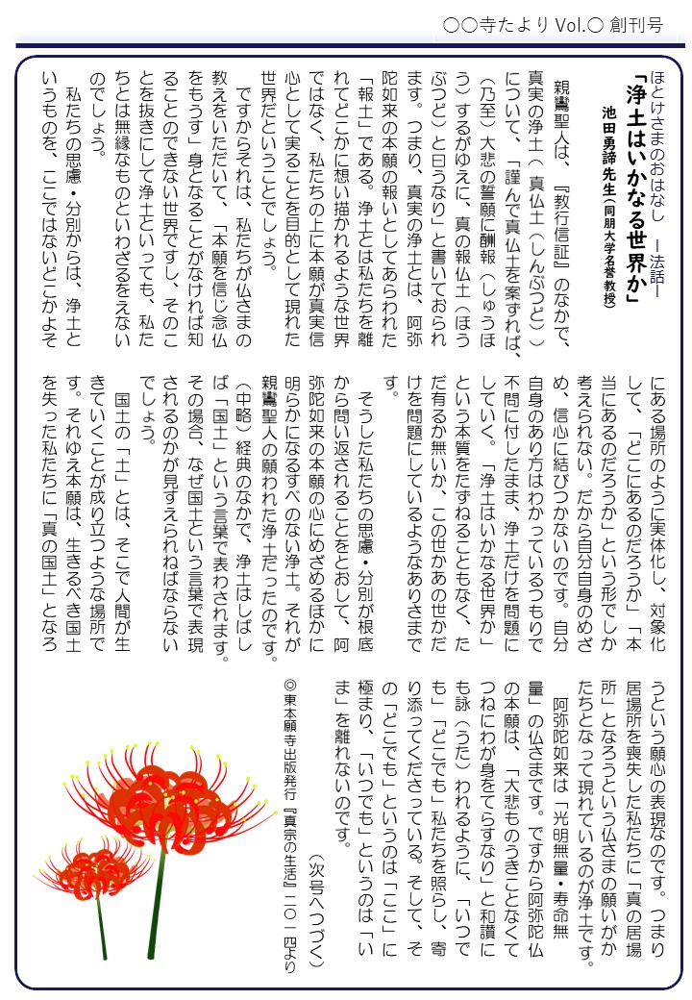 〇〇寺たより Vol.〇 創刊号
ほとけさまのおはなし　―法話―
「浄土はいかなる世界か」
池田勇諦先生(同朋大学名誉教授)
　親鸞聖人は、『教行信証』のなかで、
真実の浄土(真仏土(しんぶつど))
について、「謹んで真仏土を案ずれば、
(乃至)大悲の誓願に酬報(しゅうほ
う)するがゆえに、真の報仏土(ほう
ぶつど)と曰うなり」と書いておられ
ます。つまり、真実の浄土とは、阿弥
陀如来の本願の報いとしてあらわれた
「報土」である。浄土とは私たちを離
れてどこかに想い描かれるような世界
ではなく、私たちの上に本願が真実信
心として実ることを目的として現れた
世界だということでしょう。
　ですからそれは、私たちが仏さまの
教えをいただいて、「本願を信じ念仏
をもうす」身となることがなければ知
ることのできない世界ですし、そのこ
とを抜きにして浄土といっても、私た
ちとは無縁なものといわざるをえない
のでしょう。
　私たちの思慮・分別からは、浄土と
いうものを、ここではないどこかよそ
にある場所のように実体化し、対象化
して、「どこにあるのだろうか」「本
当にあるのだろうか」という形でしか
考えられない。だから自分自身のめざ
め、信心に結びつかないのです。自分
自身のあり方はわかっているつもりで
不問に付したまま、浄土だけを問題に
していく。「浄土はいかなる世界か」
という本質をたずねることもなく、た
だ有るか無いか、この世かあの世かだ
けを問題にしているようなありさまで
す。
　そうした私たちの思慮・分別が根底
から問い返されることをとおして、阿
弥陀如来の本願の心にめざめるほかに
明らかになるすべのない浄土。それが
親鸞聖人の願われた浄土だったのです。
(中略)経典のなかで、浄土はしばし
ば「国土」という言葉で表わされます。
その場合、なぜ国土という言葉で表現
されるのかが見すえられねばならない
でしょう。
　国土の「土」とは、そこで人間が生
きていくことが成り立つような場所で
す。それゆえ本願は、生きるべき国土
を失った私たちに「真の国土」となろ
うという願心の表現なのです。つまり
居場所を喪失した私たちに「真の居場
所」となろうという仏さまの願いがか
たちとなって現れているのが浄土です。
　阿弥陀如来は「光明無量・寿命無
量」の仏さまです。ですから阿弥陀仏
の本願は、「大悲ものうきことなくて
つねにわが身をてらすなり」と和讃に
も詠(うた)われるように、「いつで
も」「どこでも」私たちを照らし、寄
り添ってくださっている。そして、そ
の「どこでも」というのは「ここ」に
極まり、「いつでも」というのは「い
ま」を離れないのです。
(次号へつづく)
◎東本願寺出版発行『真宗の生活』二〇一四より